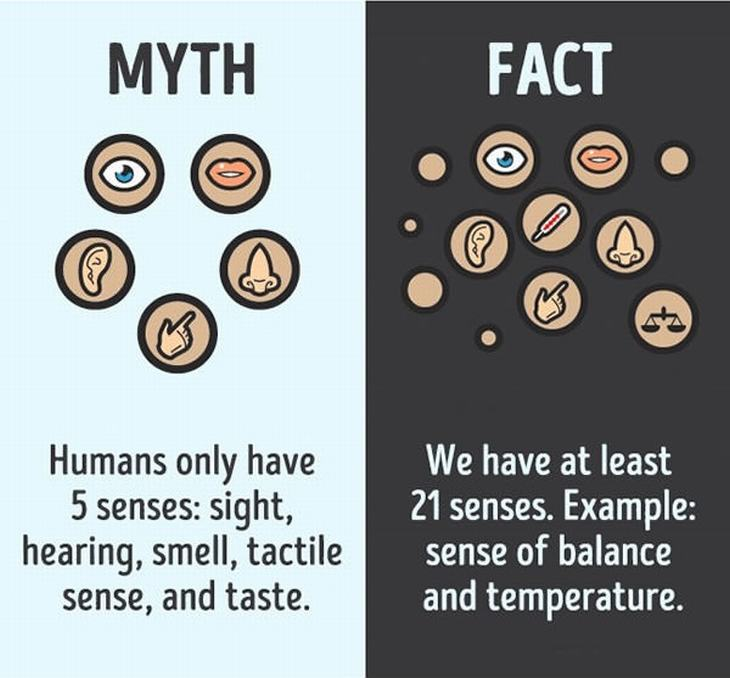 MYTH
Humans only have
5 senses: sight,
hearing, smell, tactile
sense, and taste.
FACT
We have at least
21 senses. Example:
sense of balance
and temperature.